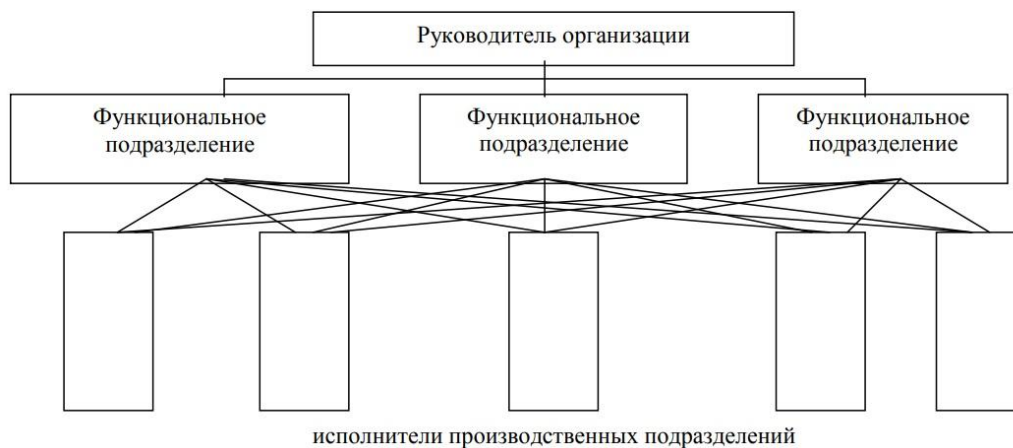 Руководитель организации
Функциональное
подразделение
Функциональное
подразделение
Функциональное
подразделение
исполнители производственных подразделений